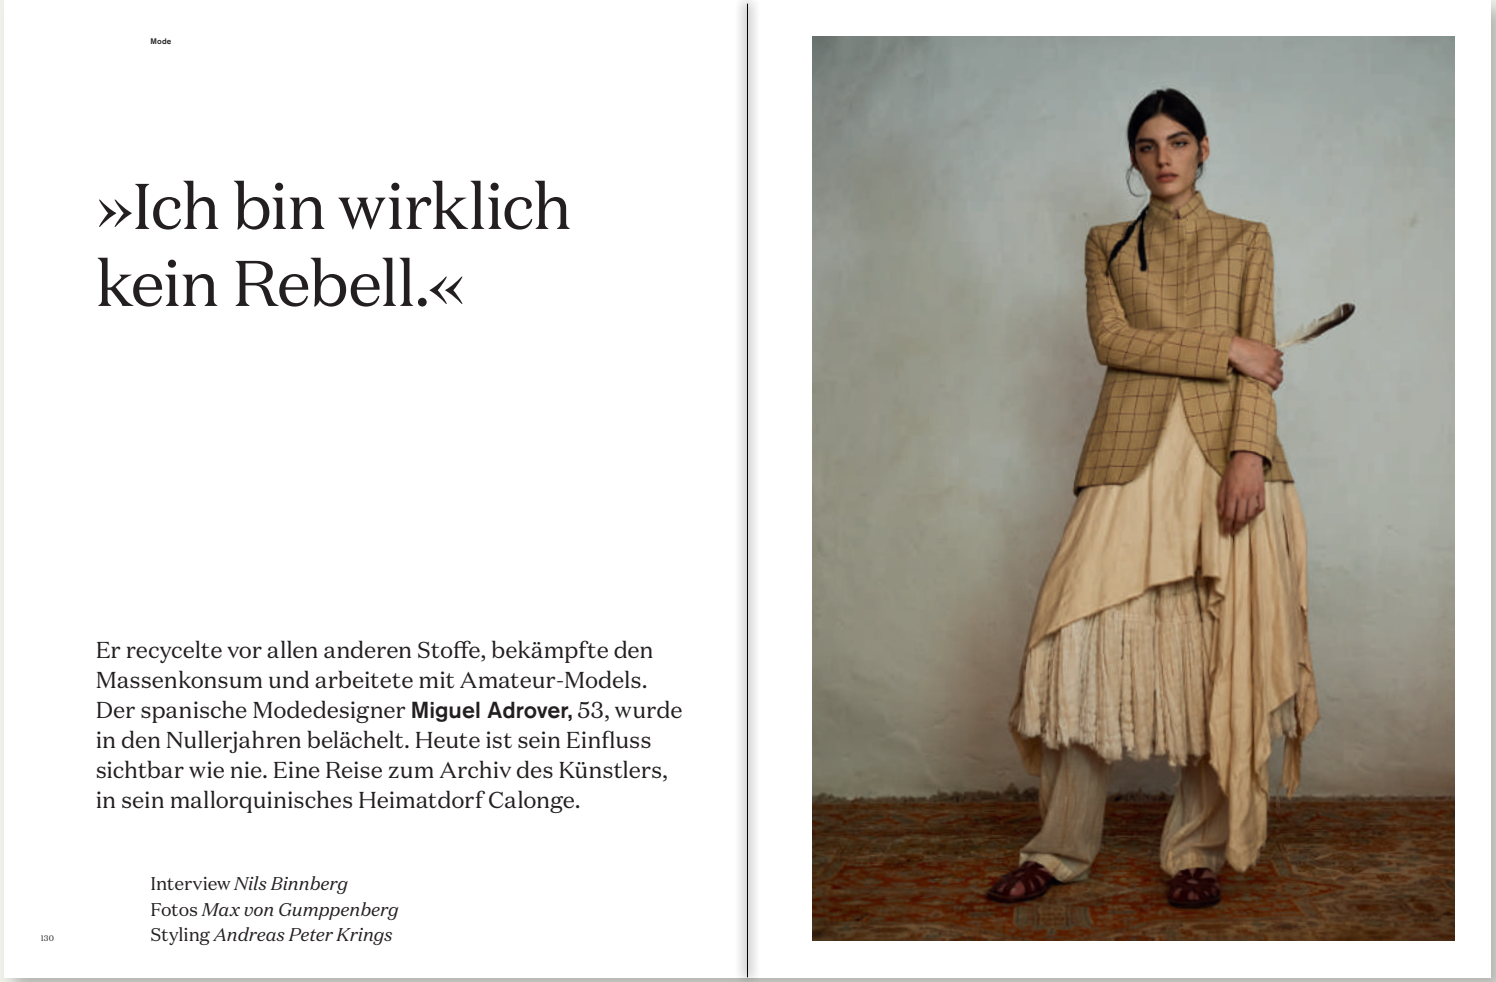 Mode
»Ich bin wirklich
kein Rebell.«
Er recycelte vor allen anderen Stoffe, bekämpfte den
Massenkonsum und arbeitete mit Amateur-Models.
Der spanische Modedesigner Miguel Adrover, 53, wurde
in den Nullerjahren belächelt. Heute ist sein Einfluss
sichtbar wie nie. Eine Reise zum Archiv des Künstlers,
in sein mallorquinisches Heimatdorf Calonge.
Interview Nils Binnberg
Fotos Max von Gumppenberg
Styling Andreas Peter Krings
130